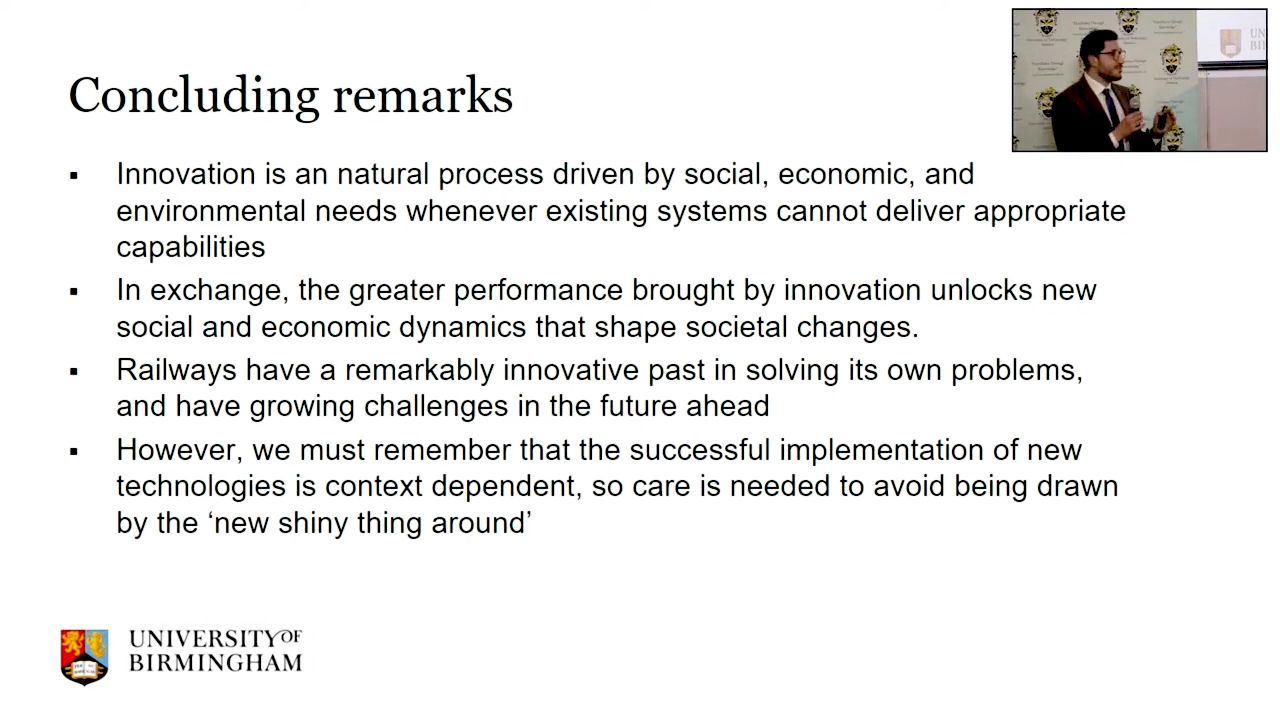 Concluding remarks
▪ Innovation is an natural process driven by social, economic, and
environmental needs whenever existing systems cannot deliver appropriate
capabilities
▪ In exchange, the greater performance brought by innovation unlocks new
social and economic dynamics that shape societal changes.
▪ Railways have a remarkably innovative past in solving its own problems,
and have growing challenges in the future ahead
▪ However, we must remember that the successful implementation of new
technologies is context dependent, so care is needed to avoid being drawn
by the ‘new shiny thing around’
UNIVERSITY OF
BIRMINGHAM